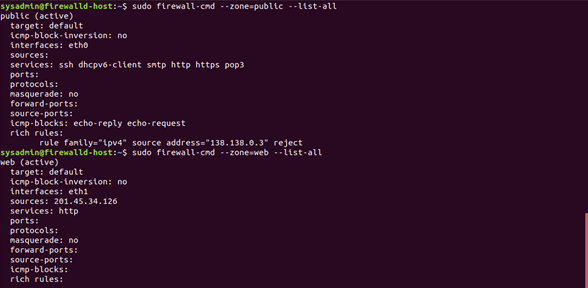 sysadmin@firewalld-host:~$ sudo firewall-cmd --zone=public --list-all
public (active)
  target: default
  icmp-block-inversion: no
  interfaces: eth0
  sources:
  services: ssh dhcpv6-client smtp http https pop3
  ports:
  protocols:
  masquerade: no
  forward-ports:
  source-ports:
  icmp-blocks: echo-reply echo-request
  rich rules:
        rule family="ipv4" source address="138.138.0.3" reject
sysadmin@firewalld-host:~$ sudo firewall-cmd --zone=web --list-all
web (active)
  target: default
  icmp-block-inversion: no
  interfaces: eth1
  sources: 201.45.34.126
  services: http
  ports:
  protocols:
  masquerade: no
  forward-ports:
  source-ports:
  icmp-blocks:
  rich rules: